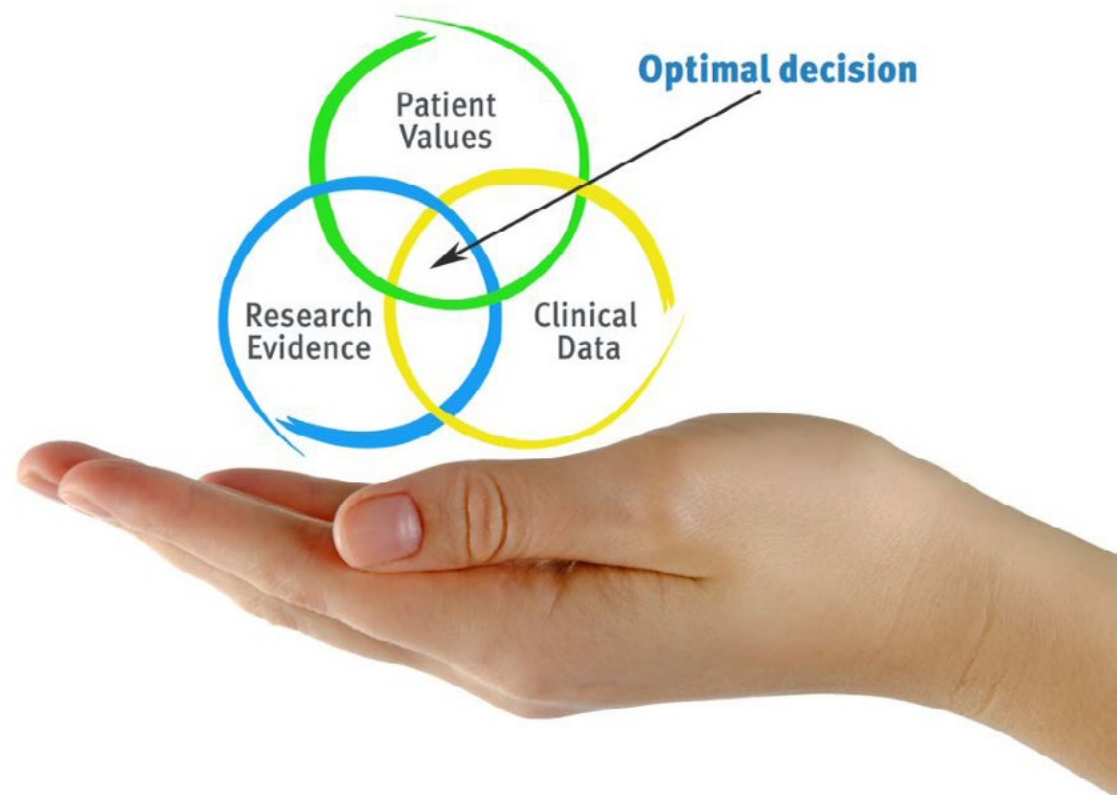 Optimal decision
Patient
Values
Research
Evidence
Clinical
Data